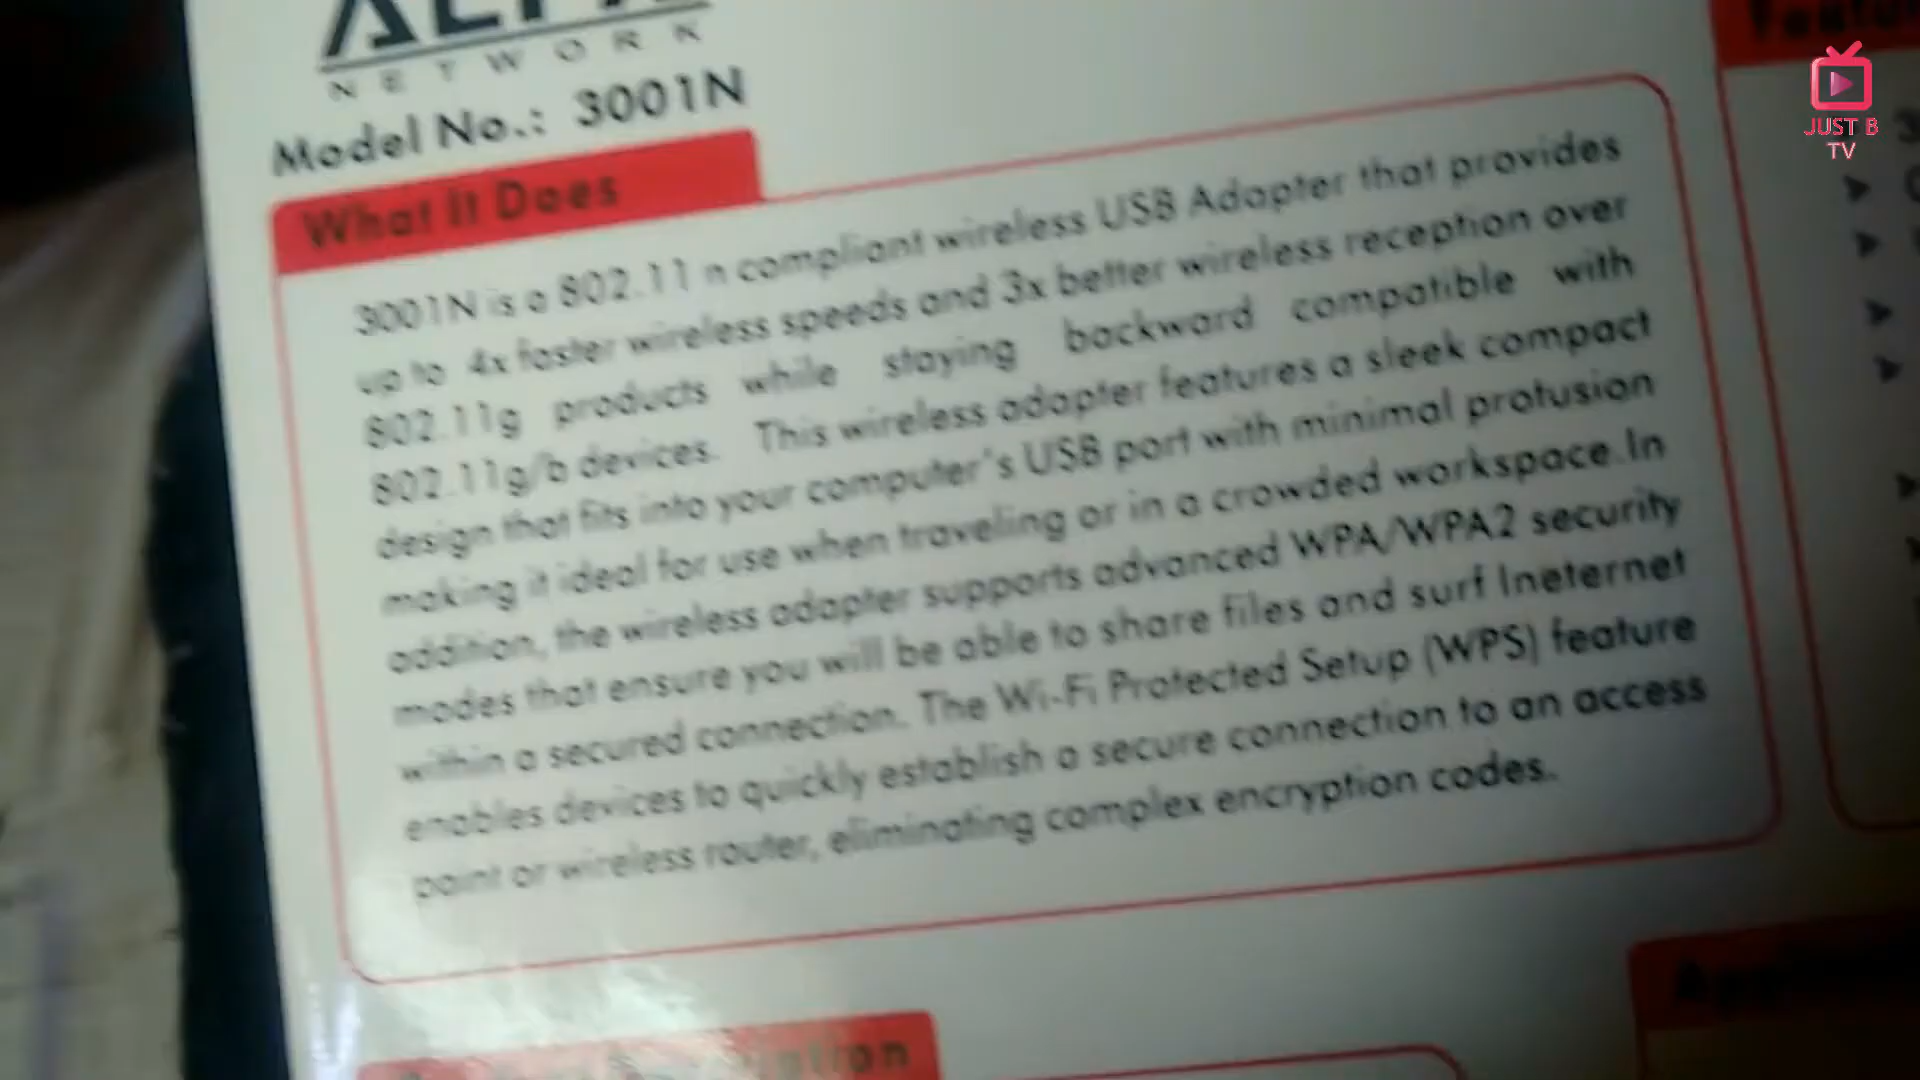 NETWORK
Model No.: 3001N
What It Does
3001N is a 802.11 n compliant wireless USB Adapter that provides
up to 4x faster wireless speeds and 3x better wireless reception over
802.11g products while staying backward compatible with
802.11g/b devices. This wireless adapter features a sleek compact
design that fits into your computer's USB port with minimal protusion
making it ideal for use when traveling or in a crowded workspace.In
addition, the wireless adapter supports advanced WPA/WPA2 security
modes that ensure you will be able to share files and surf Ineternet
within a secured connection. The Wi-Fi Protected Setup (WPS) feature
enables devices to quickly establish a secure connection to an access
point or wireless router, eliminating complex encryption codes.
JUST B
TV